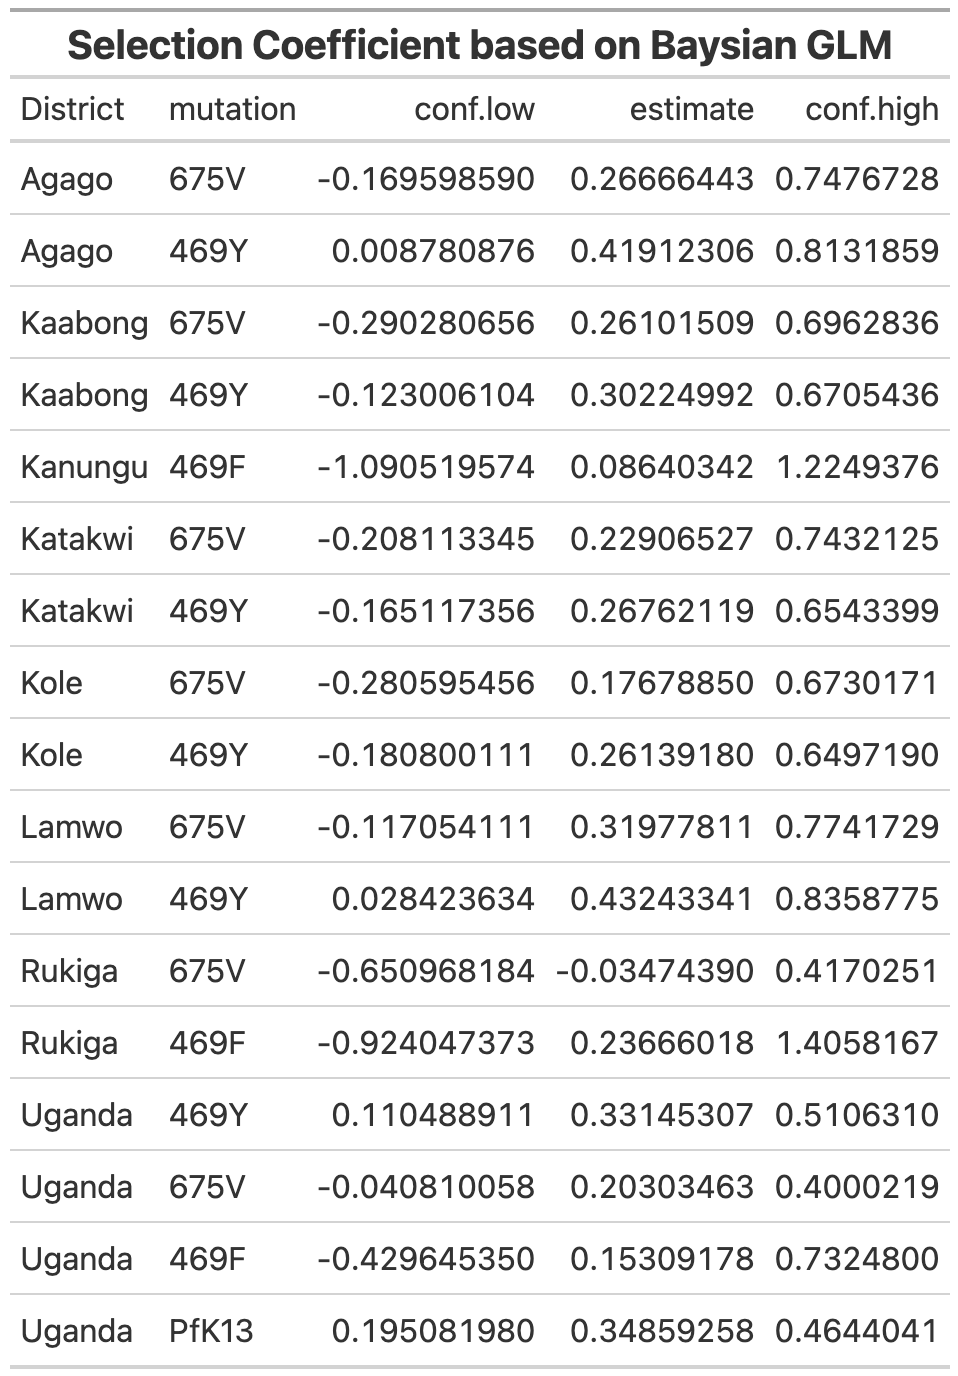 Selection Coefficient based on Baysian GLM
District mutation conf.low estimate conf.high
Agago 675V -0.169598590 0.26666443 0.7476728
Agago 469Y 0.008780876 0.41912306 0.8131859
Kaabong 675V -0.290280656 0.26101509 0.6962836
Kaabong 469Y -0.123006104 0.30224992 0.6705436
Kanungu 469F -1.090519574 0.08640342 1.2249376
Katakwi 675V -0.208113345 0.22906527 0.7432125
Katakwi 469Y -0.165117356 0.26762119 0.6543399
Kole 675V -0.280595456 0.17678850 0.6730171
Kole 469Y -0.180800111 0.26139180 0.6497190
Lamwo 675V -0.117054111 0.31977811 0.7741729
Lamwo 469Y 0.028423634 0.43243341 0.8358775
Rukiga 675V -0.650968184 -0.03474390 0.4170251
Rukiga 469F -0.924047373 0.23666018 1.4058167
Uganda 469Y 0.110488911 0.33145307 0.5106310
Uganda 675V -0.040810058 0.20303463 0.4000219
Uganda 469F -0.429645350 0.15309178 0.7324800
Uganda PfK13 0.195081980 0.34859258 0.4644041